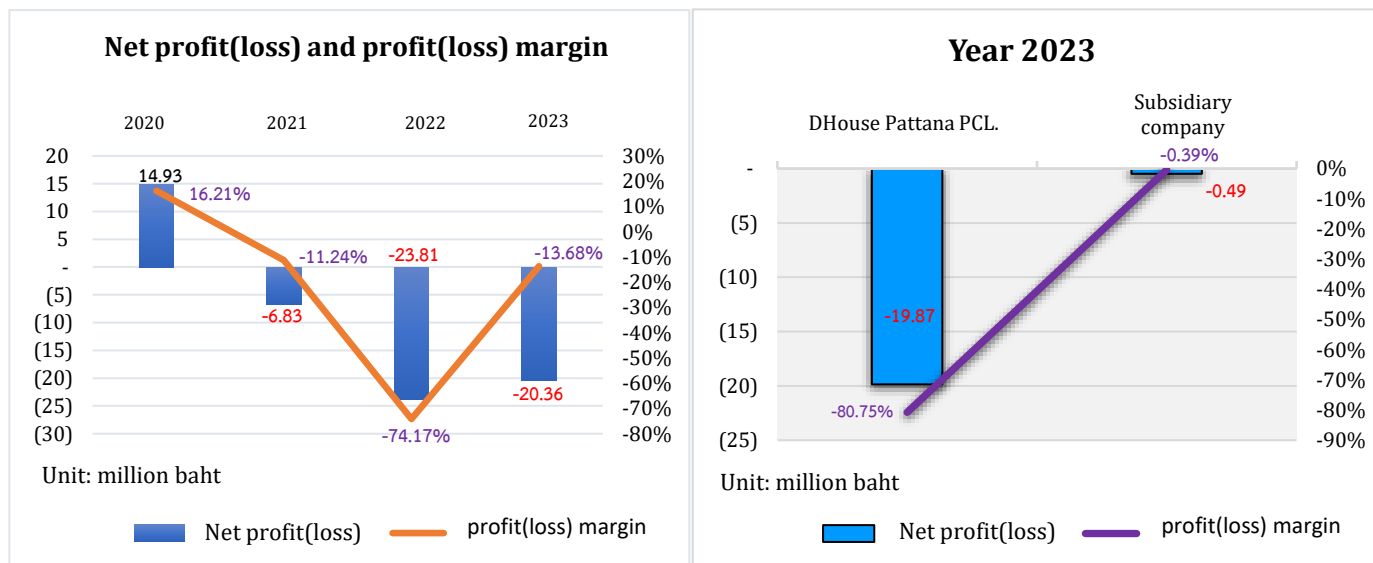 Net profit(loss) and profit(loss) margin
2020 2021 2022 2023
20 30%
15 14.93 16.21% 20%
10 10%
5 0%
- -11.24% -23.81 -13.68% -10%
(5) -6.83 -20%
(10) -30%
(15) -40%
(20) -50%
(25) -20.36 -60%
(30) -74.17% -70%
-80%
Unit: million baht
Net profit(loss) profit(loss) margin
Year 2023
DHouse Pattana PCL. Subsidiary
company
-0.39%
- 0%
-0.49 -10%
(5) -20%
-30%
(10) -40%
-19.87 -50%
(15) -60%
(20) -70%
-80.75% -80%
(25) -90%
Unit: million baht
Net profit(loss) profit(loss) margin